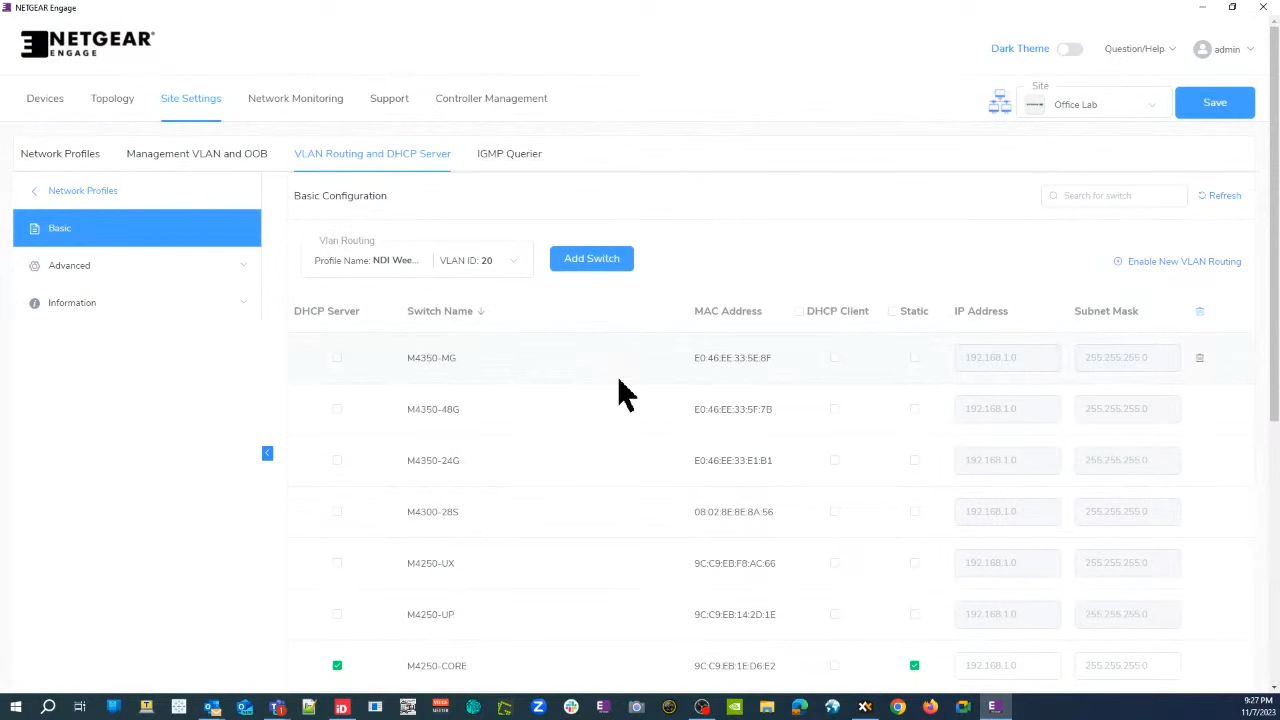 NETGEAR Engage
NETGEAR
ENGAGE
Dark Theme
Question/Help
admin
Devices
Topology
Site Settings
Network Monitoring
Support
Controller Management
Site
Office Lab
Save
Network Profiles
Management VLAN and OOB
VLAN Routing and DHCP Server
IGMP Querier
Network Profiles
Basic
Advanced
Information
Basic Configuration
Search for switch
Refresh
Vlan Routing
Profile Name: NDI Wee... VLAN ID: 20
Add Switch
Enable New VLAN Routing
DHCP Server Switch Name MAC Address DHCP Client Static IP Address Subnet Mask
M4350-MG E0:46:EE:33:5E:8F 192.168.1.0 255.255.255.0
M4350-48G E0:46:EE:33:5F:7B 192.168.1.0 255.255.255.0
M4350-24G E0:46:EE:33:E1:B1 192.168.1.0 255.255.255.0
M4300-28S 08:02:8E:8E:8A:56 192.168.1.0 255.255.255.0
M4250-UX 9C:C9:EB:F8:AC:66 192.168.1.0 255.255.255.0
M4250-UP 9C:C9:EB:14:2D:1E 192.168.1.0 255.255.255.0
M4250-CORE 9C:C9:EB:1E:D6:E2 192.168.1.0 255.255.255.0
9:27 PM
11/7/2023